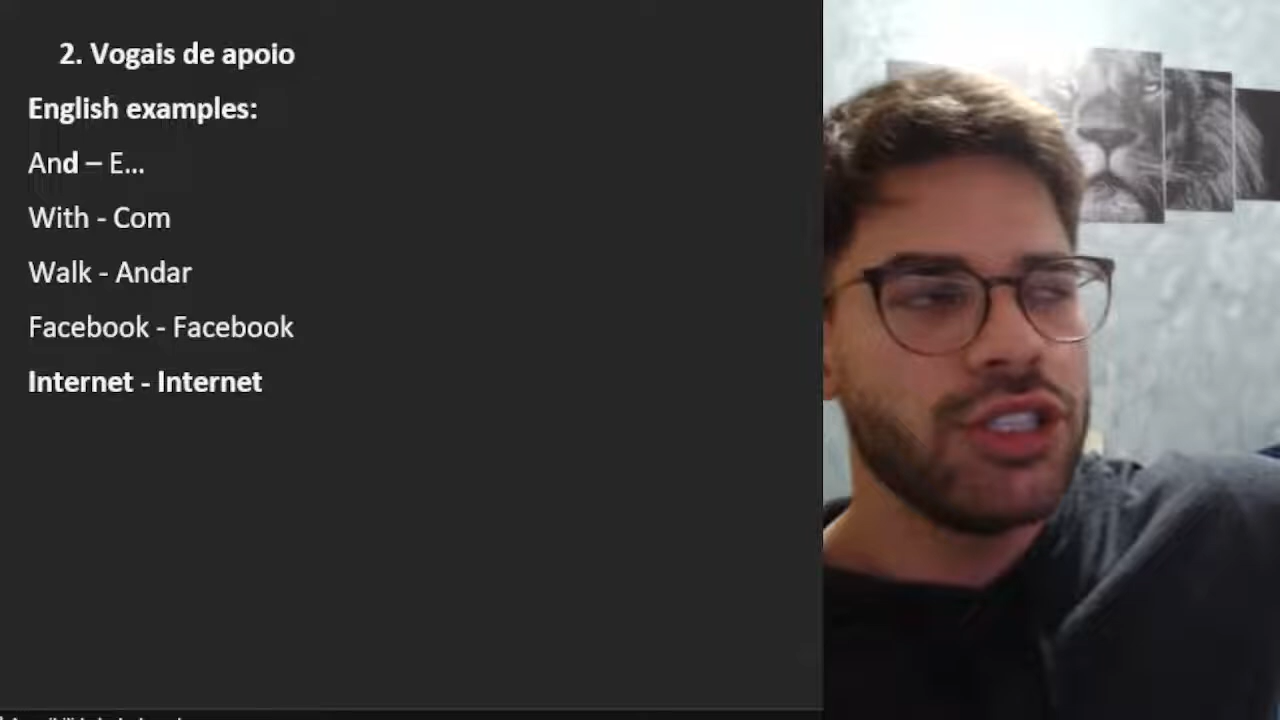 2. Vogais de apoio
English examples:
And – E...
With - Com
Walk - Andar
Facebook - Facebook
Internet - Internet